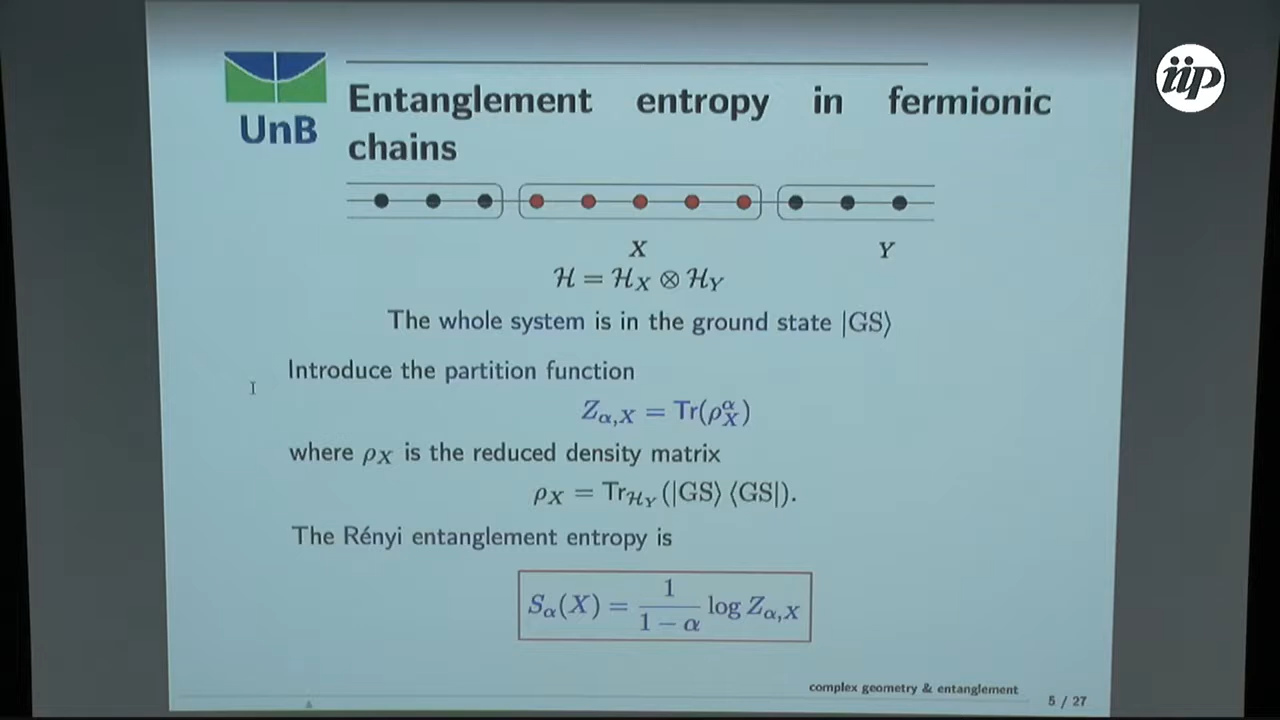 iip
UnB
Entanglement entropy in fermionic
chains
X Y
ℋ = ℋ_X ⊗ ℋ_Y
The whole system is in the ground state |GS⟩
Introduce the partition function
Z_{α,X} = Tr(ρ_X^α)
where ρ_X is the reduced density matrix
ρ_X = Tr_{ℋ_Y}(|GS⟩ ⟨GS|).
The Rényi entanglement entropy is
S_α(X) = \frac{1}{1 − α} log Z_{α,X}
complex geometry & entanglement
5 / 27